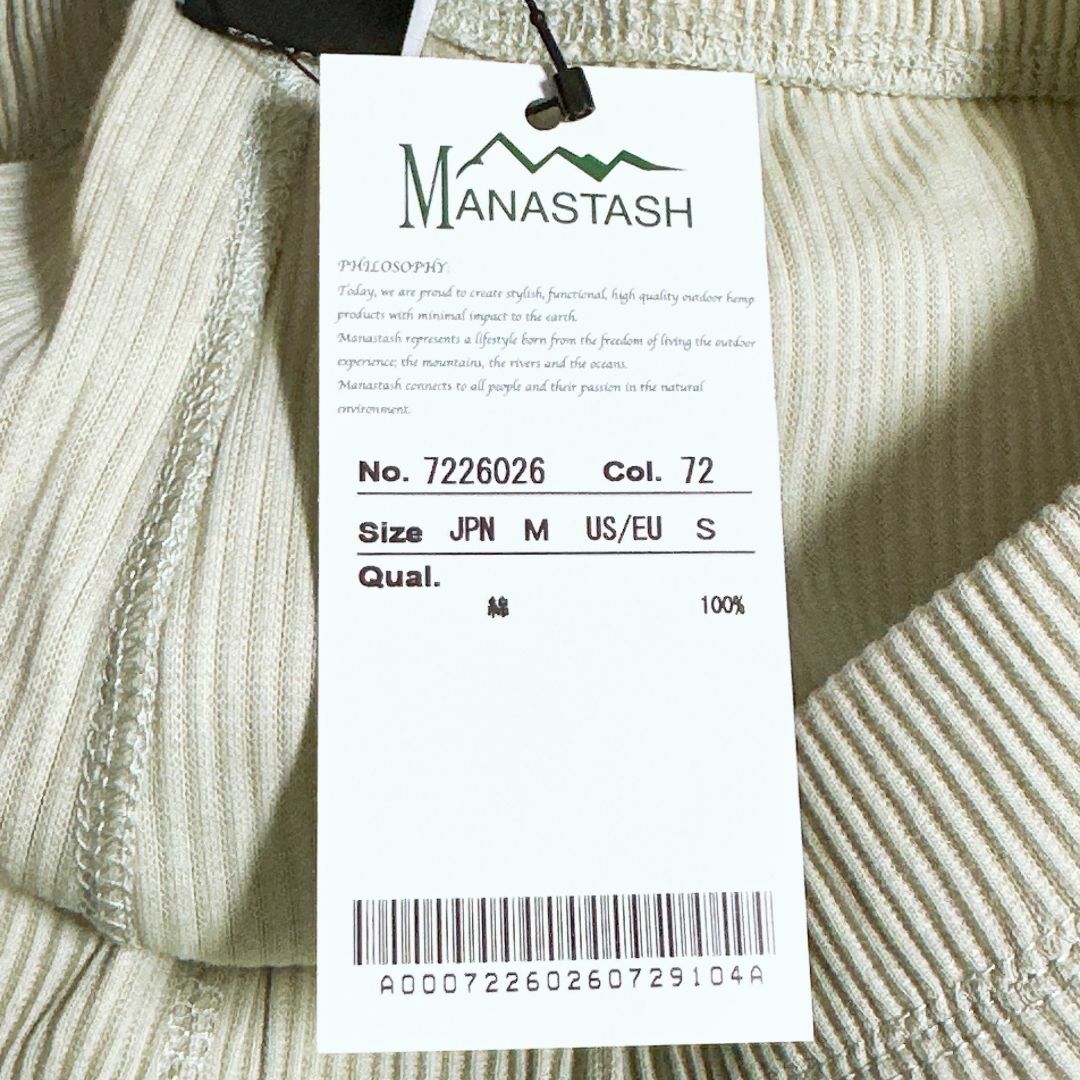 MANASTASH
PHILOSOPHY:
Today, we are proud to create stylish, functional, high quality outdoor hemp
products with minimal impact to the earth.
Manastash represents a lifestyle born from the freedom of living the outdoor
experience; the mountains, the rivers and the oceans.
Manastash connects to all people and their passion in the natural
environment.
No. 7226026 Col. 72
Size JPN M US/EU S
Qual.
綿 100%
A00072260260729104A